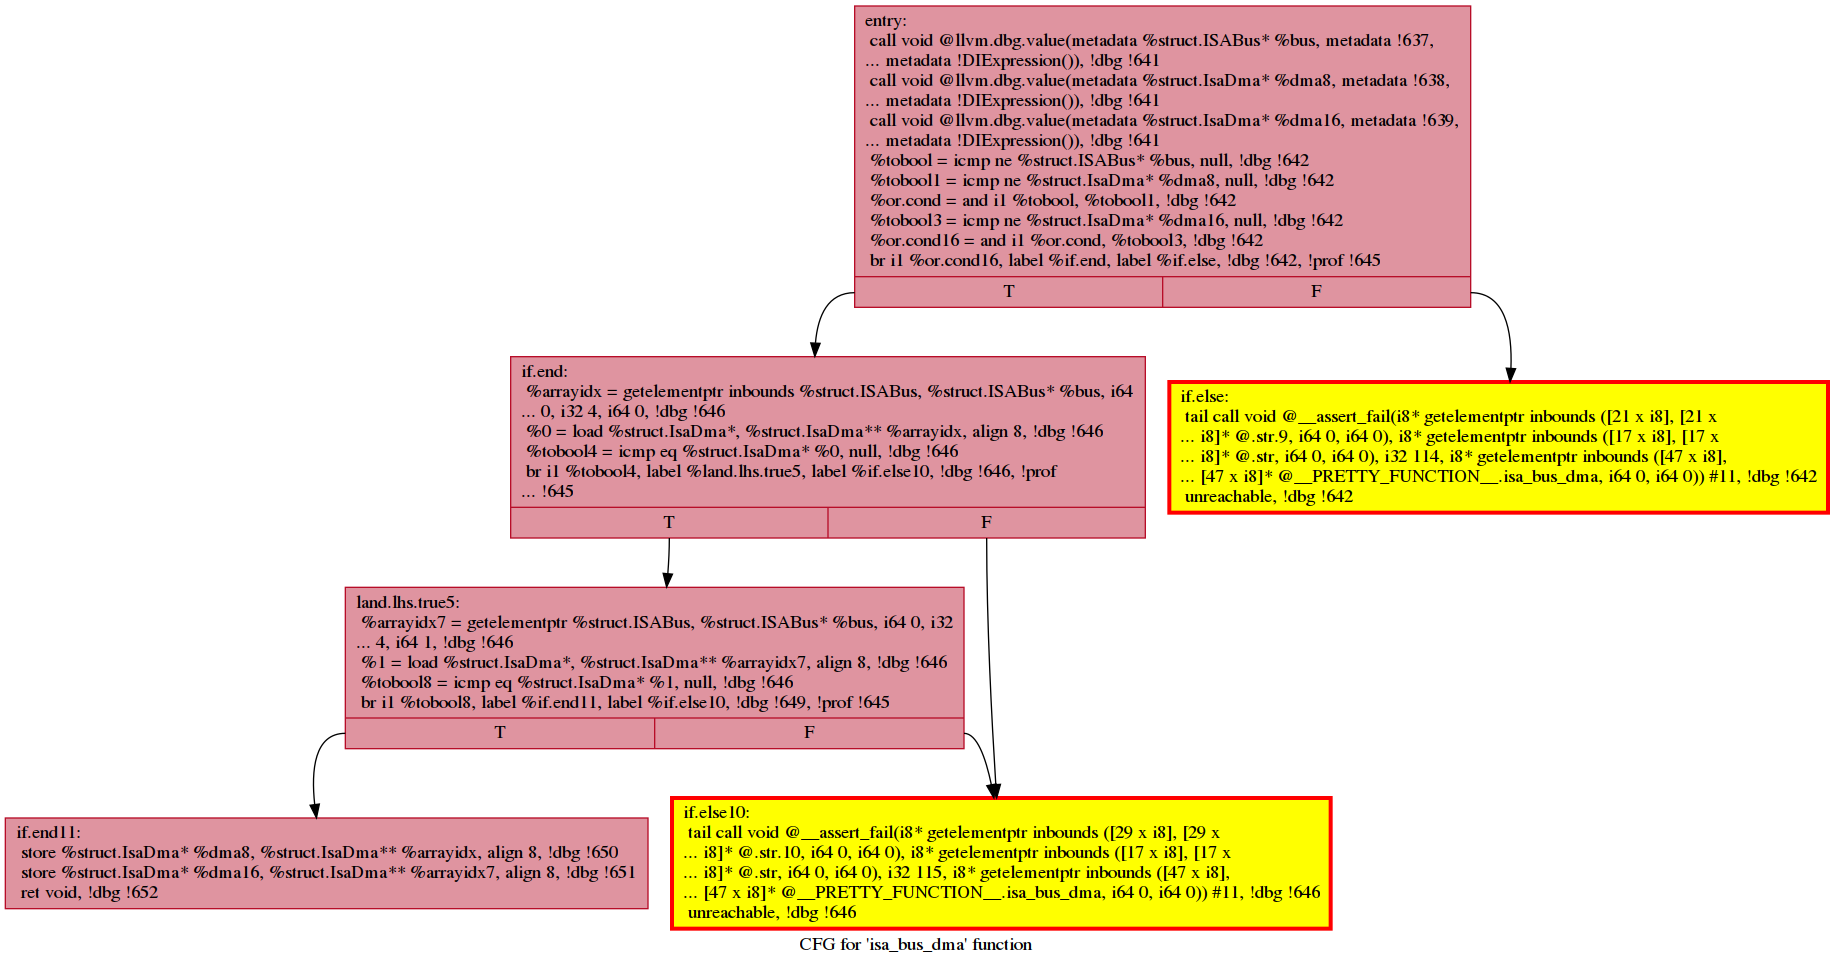 entry:
call void @llvm.dbg.value(metadata %struct.ISABus* %bus, metadata !637,
... metadata !DIExpression()), !dbg !641
call void @llvm.dbg.value(metadata %struct.IsaDma* %dma8, metadata !638,
... metadata !DIExpression()), !dbg !641
call void @llvm.dbg.value(metadata %struct.IsaDma* %dma16, metadata !639,
... metadata !DIExpression()), !dbg !641
%tobool = icmp ne %struct.ISABus* %bus, null, !dbg !642
%tobool1 = icmp ne %struct.IsaDma* %dma8, null, !dbg !642
%or.cond = and i1 %tobool, %tobool1, !dbg !642
%tobool3 = icmp ne %struct.IsaDma* %dma16, null, !dbg !642
%or.cond16 = and i1 %or.cond, %tobool3, !dbg !642
br i1 %or.cond16, label %if.end, label %if.else, !dbg !642, !prof !645
T F
if.end:
%arrayidx = getelementptr inbounds %struct.ISABus, %struct.ISABus* %bus, i64
... 0, i32 4, i64 0, !dbg !646
%0 = load %struct.IsaDma*, %struct.IsaDma** %arrayidx, align 8, !dbg !646
%tobool4 = icmp eq %struct.IsaDma* %0, null, !dbg !646
br i1 %tobool4, label %land.lhs.true5, label %if.else10, !dbg !646, !prof
... !645
T F
if.else:
tail call void @__assert_fail(i8* getelementptr inbounds ([21 x i8], [21 x
... i8]* @.str.9, i64 0, i64 0), i8* getelementptr inbounds ([17 x i8], [17 x
... i8]* @.str, i64 0, i64 0), i32 114, i8* getelementptr inbounds ([47 x i8],
... [47 x i8]* @__PRETTY_FUNCTION__.isa_bus_dma, i64 0, i64 0)) #11, !dbg !642
unreachable, !dbg !642
land.lhs.true5:
%arrayidx7 = getelementptr %struct.ISABus, %struct.ISABus* %bus, i64 0, i32
... 4, i64 1, !dbg !646
%1 = load %struct.IsaDma*, %struct.IsaDma** %arrayidx7, align 8, !dbg !646
%tobool8 = icmp eq %struct.IsaDma* %1, null, !dbg !646
br i1 %tobool8, label %if.end11, label %if.else10, !dbg !649, !prof !645
T F
if.end11:
store %struct.IsaDma* %dma8, %struct.IsaDma** %arrayidx, align 8, !dbg !650
store %struct.IsaDma* %dma16, %struct.IsaDma** %arrayidx7, align 8, !dbg !651
ret void, !dbg !652
if.else10:
tail call void @__assert_fail(i8* getelementptr inbounds ([29 x i8], [29 x
... i8]* @.str.10, i64 0, i64 0), i8* getelementptr inbounds ([17 x i8], [17 x
... i8]* @.str, i64 0, i64 0), i32 115, i8* getelementptr inbounds ([47 x i8],
... [47 x i8]* @__PRETTY_FUNCTION__.isa_bus_dma, i64 0, i64 0)) #11, !dbg !646
unreachable, !dbg !646
CFG for 'isa_bus_dma' function